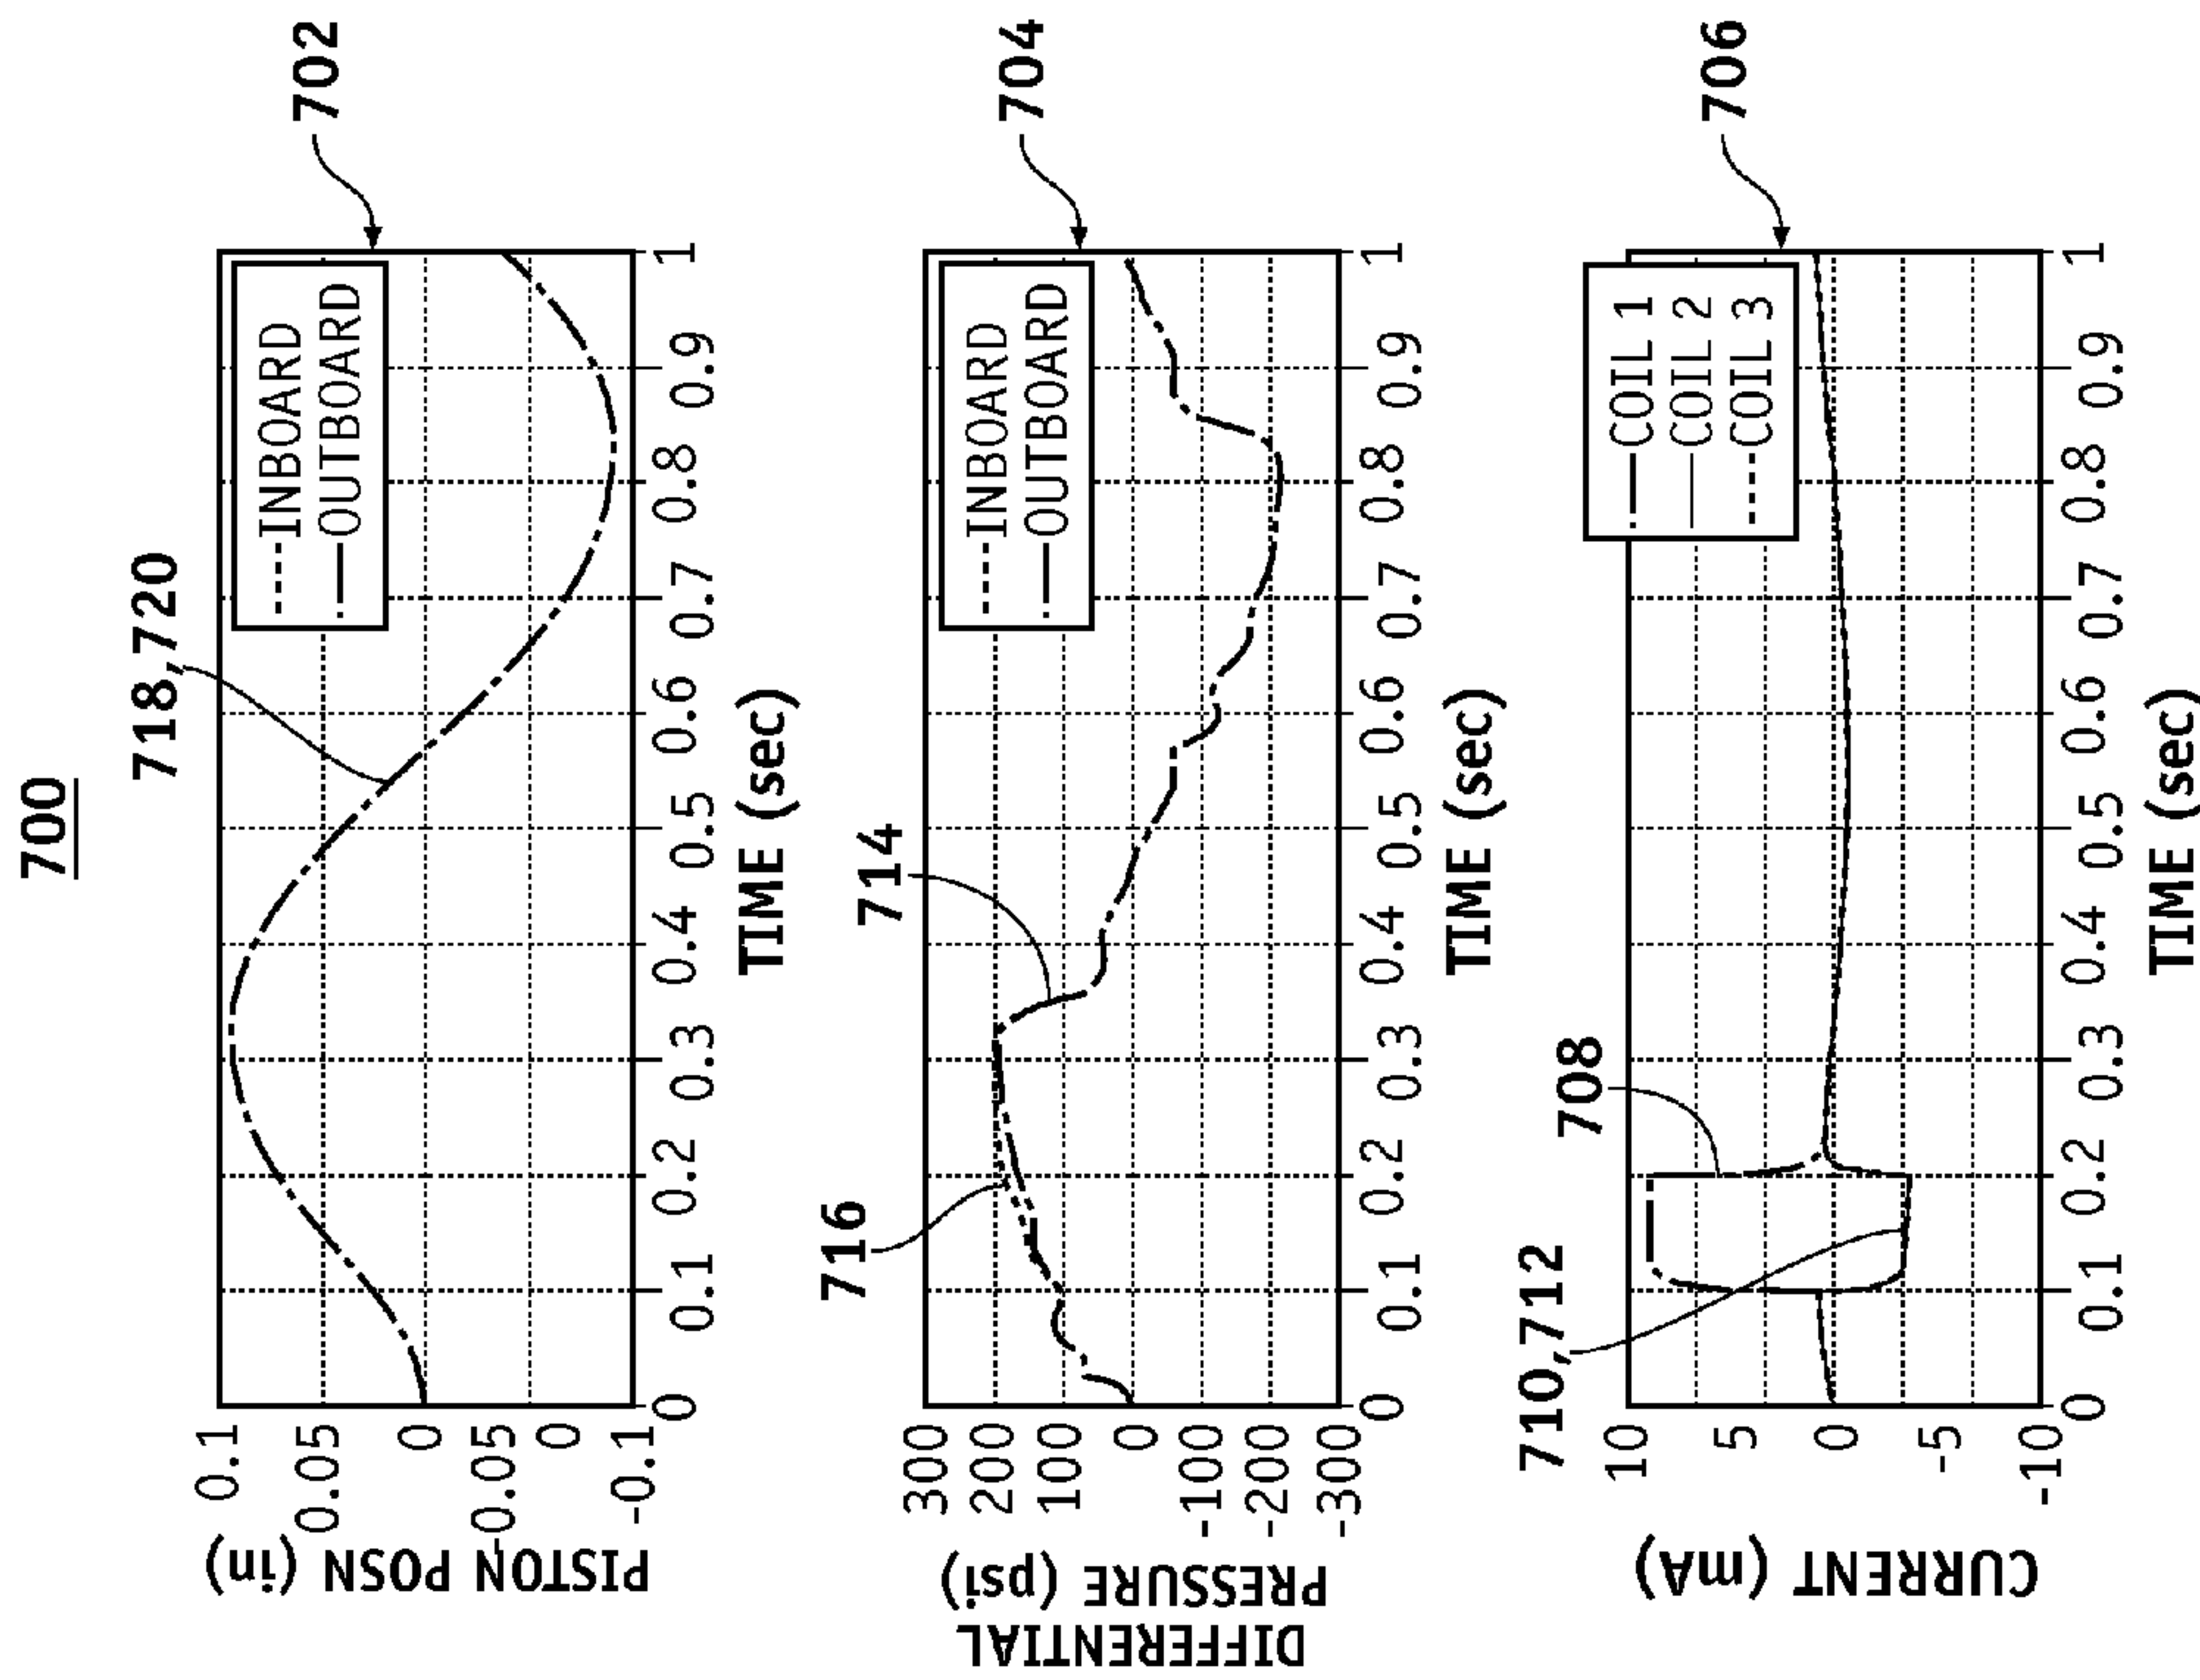 700
718,720
702
PISTON POSN (in)
0.1
0.05
0
-0.05
0
-0.1
INBOARD
OUTBOARD
0 0.1 0.2 0.3 0.4 0.5 0.6 0.7 0.8 0.9 1
TIME (sec)
716
714
704
DIFFERENTIAL
PRESSURE (psi)
300
200
100
0
-100
-200
-300
INBOARD
OUTBOARD
0 0.1 0.2 0.3 0.4 0.5 0.6 0.7 0.8 0.9 1
TIME (sec)
710,712
708
706
CURRENT (mA)
10
5
0
-5
-10
COIL 1
COIL 2
COIL 3
0 0.1 0.2 0.3 0.4 0.5 0.6 0.7 0.8 0.9 1
TIME (sec)